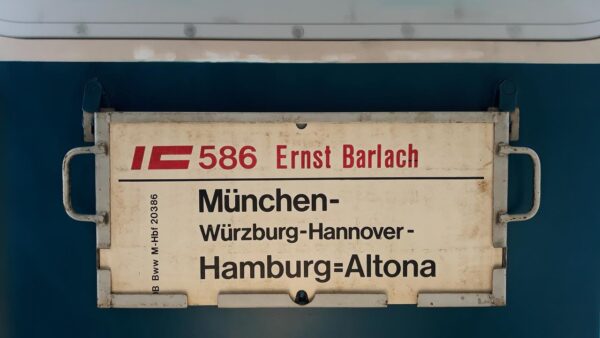 IC 586 Ernst Barlach
München-
Würzburg-Hannover-
Hamburg=Altona
B Bww M-Hbf 20386